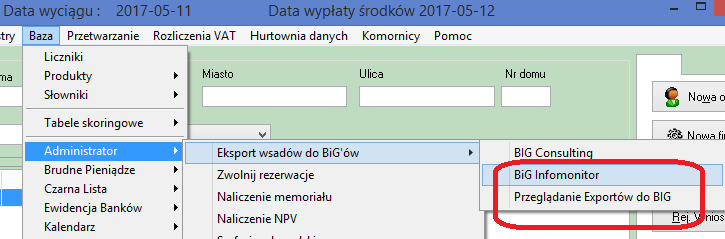 Data wyciągu : 2017-05-11 Data wypłaty środków 2017-05-12
stry Baza Przetwarzanie Rozliczenia VAT Hurtownia danych Komornicy Pomoc
Liczniki
Produkty
Słowniki
Tabele skoringowe
Administrator
Brudne Pieniądze
Czarna Lista
Ewidencja Banków
Kalendarz
Miasto Ulica Nr domu
Eksport wsadów do BiG'ów
Zwolnij rezerwacje
Naliczenie memoriału
Naliczenie NPV
BIG Consulting
BiG Infomonitor
Przeglądanie Exportów do BIG
Nowa o
Nowa fi
Rej. Wnios